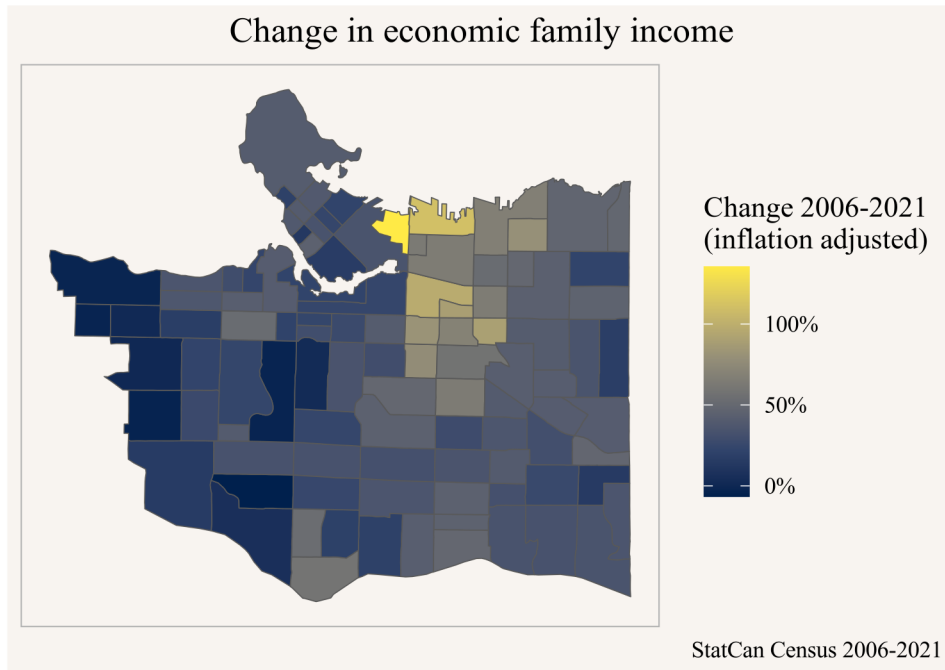 Change in economic family income
Change 2006-2021
(inflation adjusted)
100%
50%
0%
StatCan Census 2006-2021